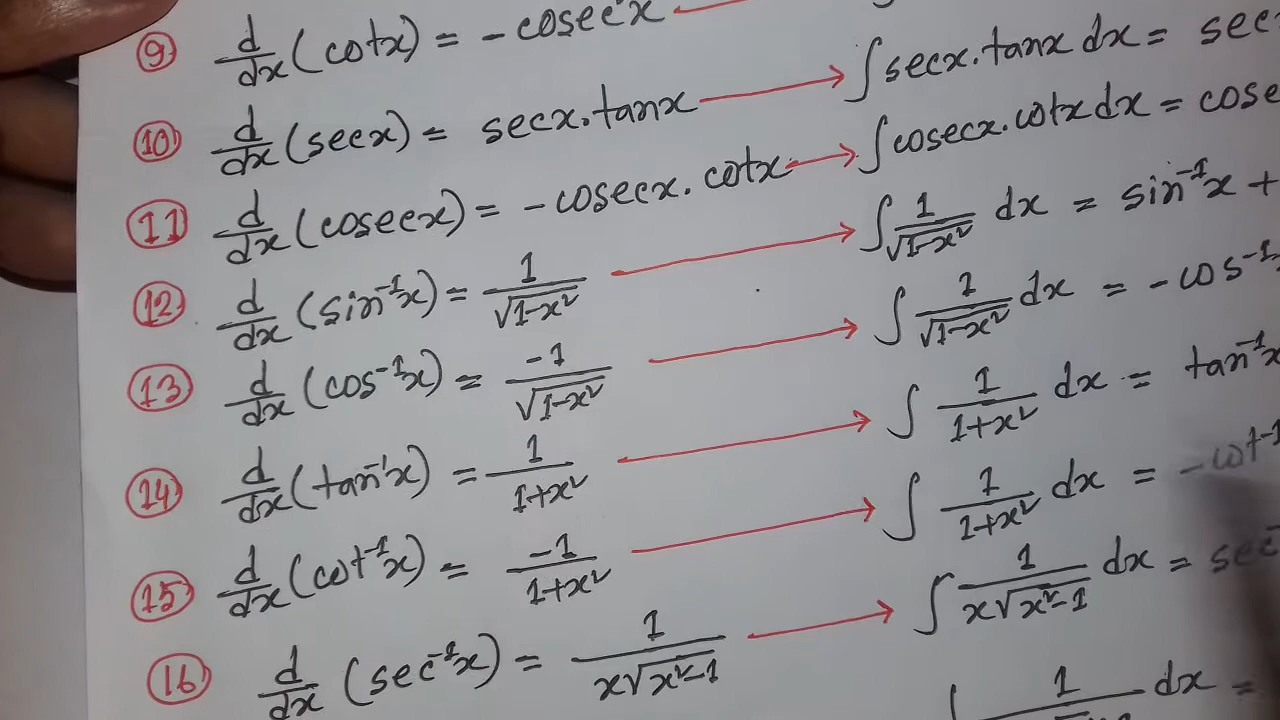 ⑨ d/dx (cotx) = -cosec²x →
⑩ d/dx (secx) = secx.tanx → ∫secx.tanx dx = sec
⑪ d/dx (cosecx) = -cosecx.cotx → ∫cosecx.cotx dx = cose
⑫ d/dx (sin⁻¹x) = 1/√(1-x²) → ∫ 1/√(1-x²) dx = sin⁻¹x +
⑬ d/dx (cos⁻¹x) = -1/√(1-x²) → ∫ 1/√(1-x²) dx = -cos⁻¹
⑭ d/dx (tan⁻¹x) = 1/(1+x²) → ∫ 1/(1+x²) dx = tan⁻¹x
⑮ d/dx (cot⁻¹x) = -1/(1+x²) → ∫ 1/(1+x²) dx = -cot⁻¹
⑯ d/dx (sec⁻¹x) = 1/(x√(x²-1)) → ∫ 1/(x√(x²-1)) dx = sec⁻
1 dx =